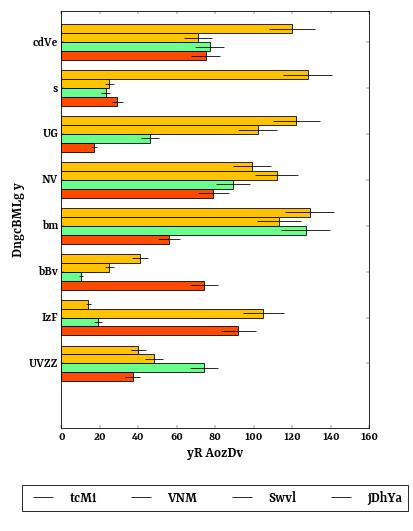 cdVe
s
UG
NV
bm
bBv
IzF
UVZZ
DngcBMLg y
0 20 40 60 80 100 120 140 160
yR AozDv
tcMi VNM Swvl jDhYa